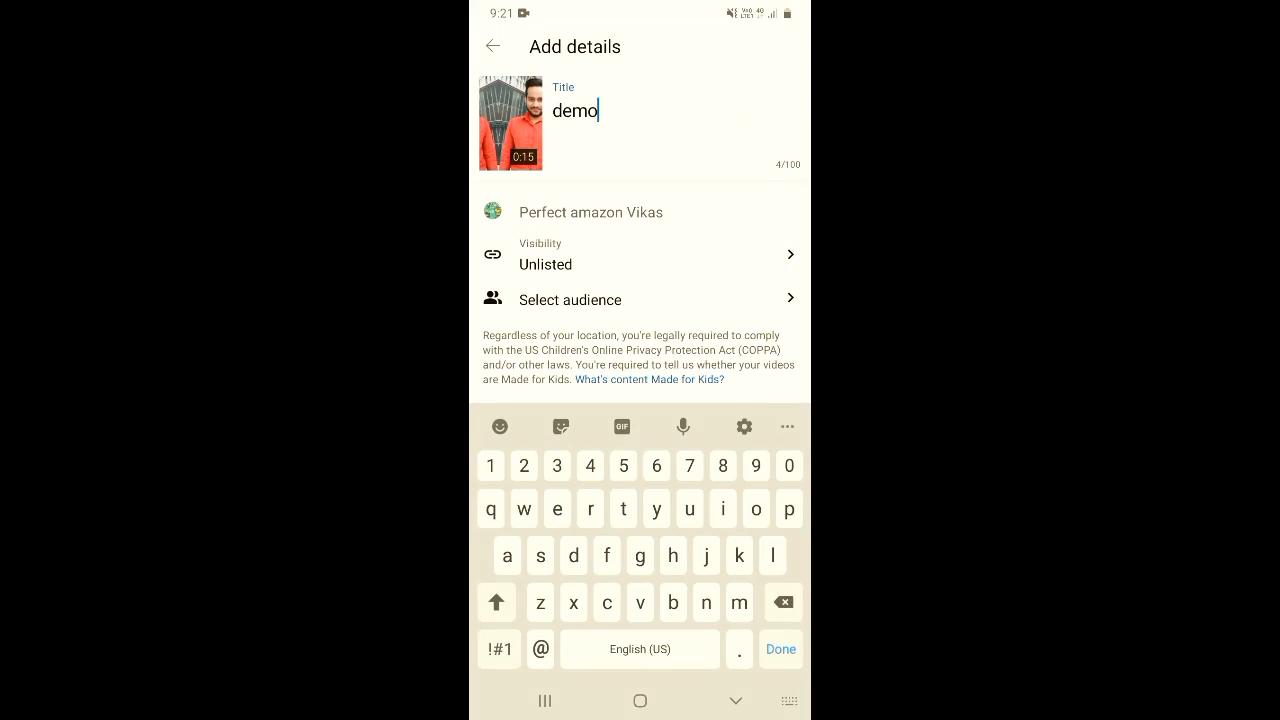 9:21
Vo)) 4G
LTE1
Add details
Title
demo
0:15
4/100
Perfect amazon Vikas
Visibility
Unlisted
Select audience
Regardless of your location, you're legally required to comply
with the US Children's Online Privacy Protection Act (COPPA)
and/or other laws. You're required to tell us whether your videos
are Made for Kids. What's content Made for Kids?
GIF
1 2 3 4 5 6 7 8 9 0
q w e r t y u i o p
a s d f g h j k l
z x c v b n m
!#1 @ English (US) . Done